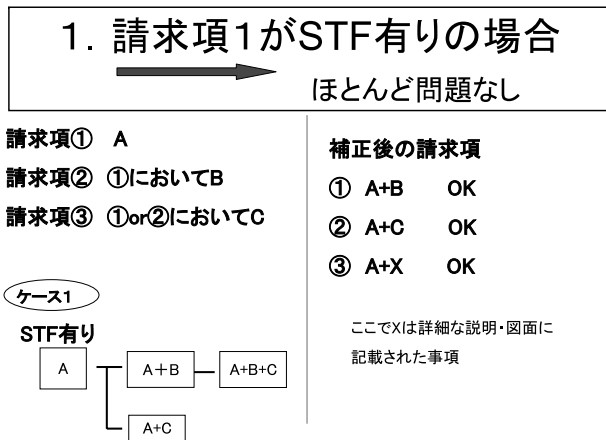 1. 請求項1がSTF有りの場合
ほとんど問題なし
請求項① A
請求項② ①においてB
請求項③ ①or②においてC
ケース1
STF有り
A
A+B
A+B+C
A+C
補正後の請求項
① A+B OK
② A+C OK
③ A+X OK
ここでXは詳細な説明・図面に
記載された事項